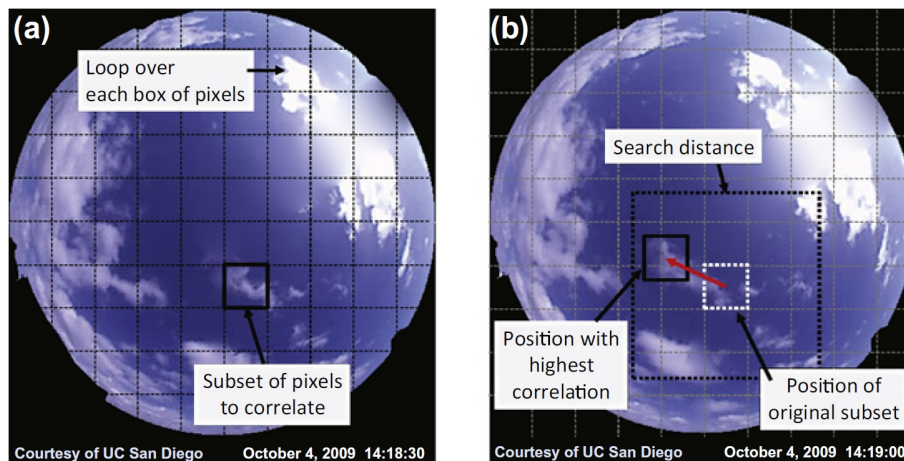 (a)
Loop over
each box of pixels
Subset of pixels
to correlate
Courtesy of UC San Diego October 4, 2009 14:18:30
(b)
Search distance
Position with
highest
correlation
Position of
original subset
Courtesy of UC San Diego October 4, 2009 14:19:00